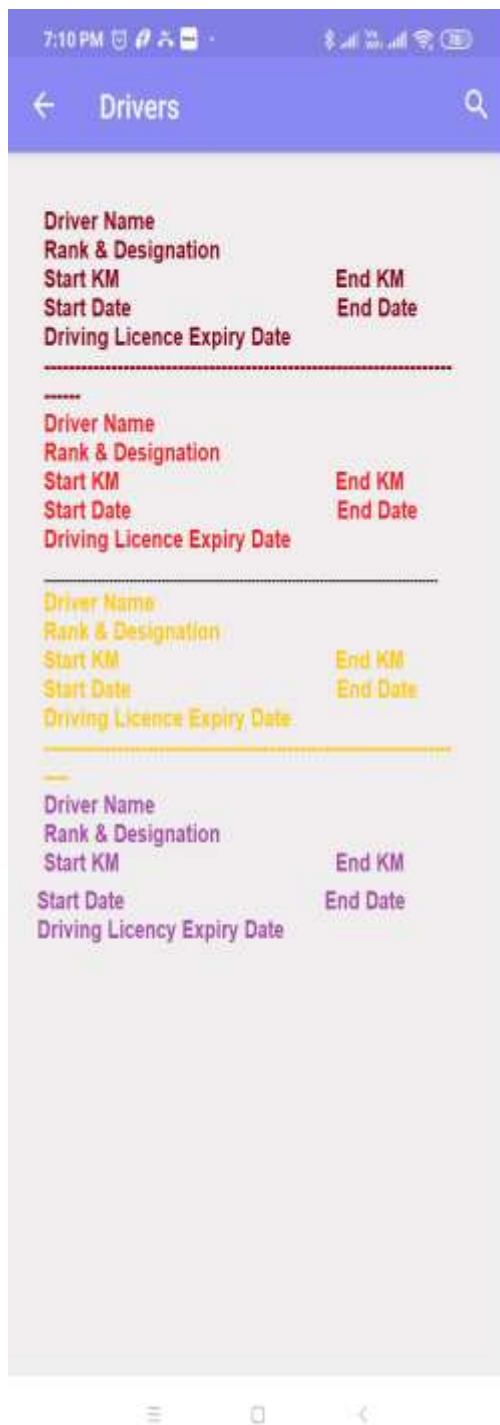 7:10 PM
Drivers
Driver Name
Rank & Designation
Start KM End KM
Start Date End Date
Driving Licence Expiry Date
--------------------------------------------------------------------
------
Driver Name
Rank & Designation
Start KM End KM
Start Date End Date
Driving Licence Expiry Date
Driver Name
Rank & Designation
Start KM End KM
Start Date End Date
Driving Licence Expiry Date
--------------------------------------------------------------------
----
Driver Name
Rank & Designation
Start KM End KM
Start Date End Date
Driving Licency Expiry Date